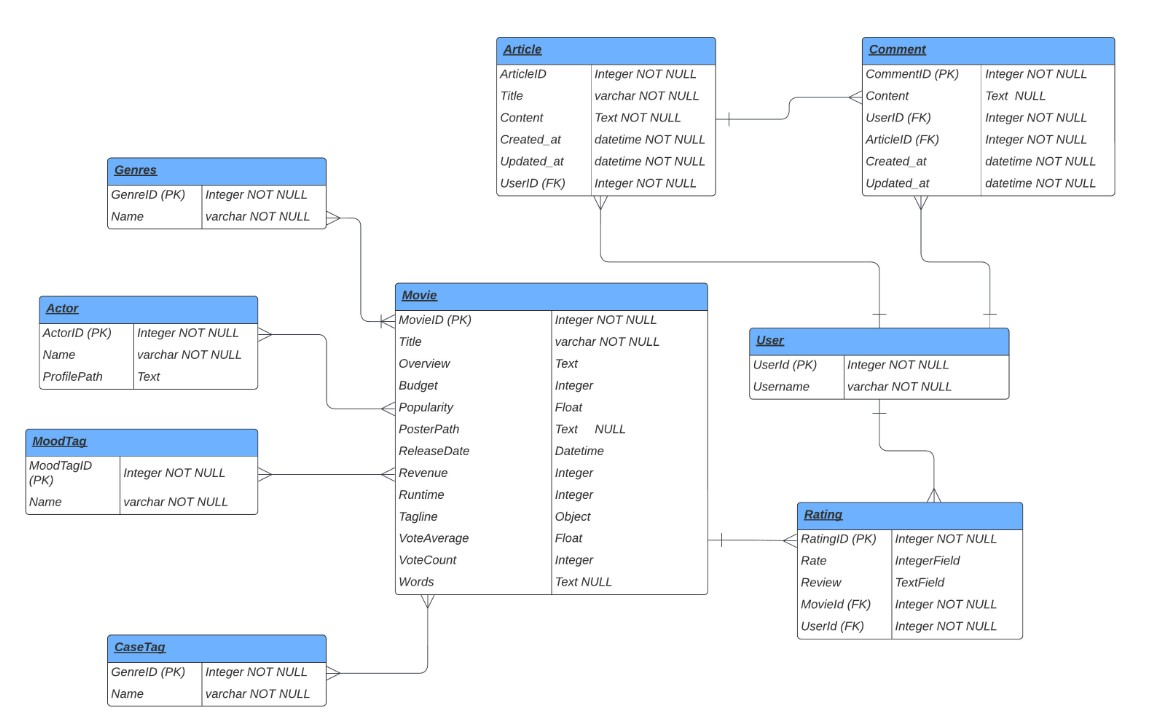 Article
ArticleID Integer NOT NULL
Title varchar NOT NULL
Content Text NOT NULL
Created_at datetime NOT NULL
Updated_at datetime NOT NULL
UserID (FK) Integer NOT NULL
Comment
CommentID (PK) Integer NOT NULL
Content Text NULL
UserID (FK) Integer NOT NULL
ArticleID (FK) Integer NOT NULL
Created_at datetime NOT NULL
Updated_at datetime NOT NULL
Genres
GenreID (PK) Integer NOT NULL
Name varchar NOT NULL
Actor
ActorID (PK) Integer NOT NULL
Name varchar NOT NULL
ProfilePath Text
Movie
MovieID (PK) Integer NOT NULL
Title varchar NOT NULL
Overview Text
Budget Integer
Popularity Float
PosterPath Text NULL
ReleaseDate Datetime
Revenue Integer
Runtime Integer
Tagline Object
VoteAverage Float
VoteCount Integer
Words Text NULL
User
UserId (PK) Integer NOT NULL
Username varchar NOT NULL
MoodTag
MoodTagID
(PK) Integer NOT NULL
Name varchar NOT NULL
Rating
RatingID (PK) Integer NOT NULL
Rate IntegerField
Review TextField
MovieId (FK) Integer NOT NULL
UserId (FK) Integer NOT NULL
CaseTag
GenreID (PK) Integer NOT NULL
Name varchar NOT NULL